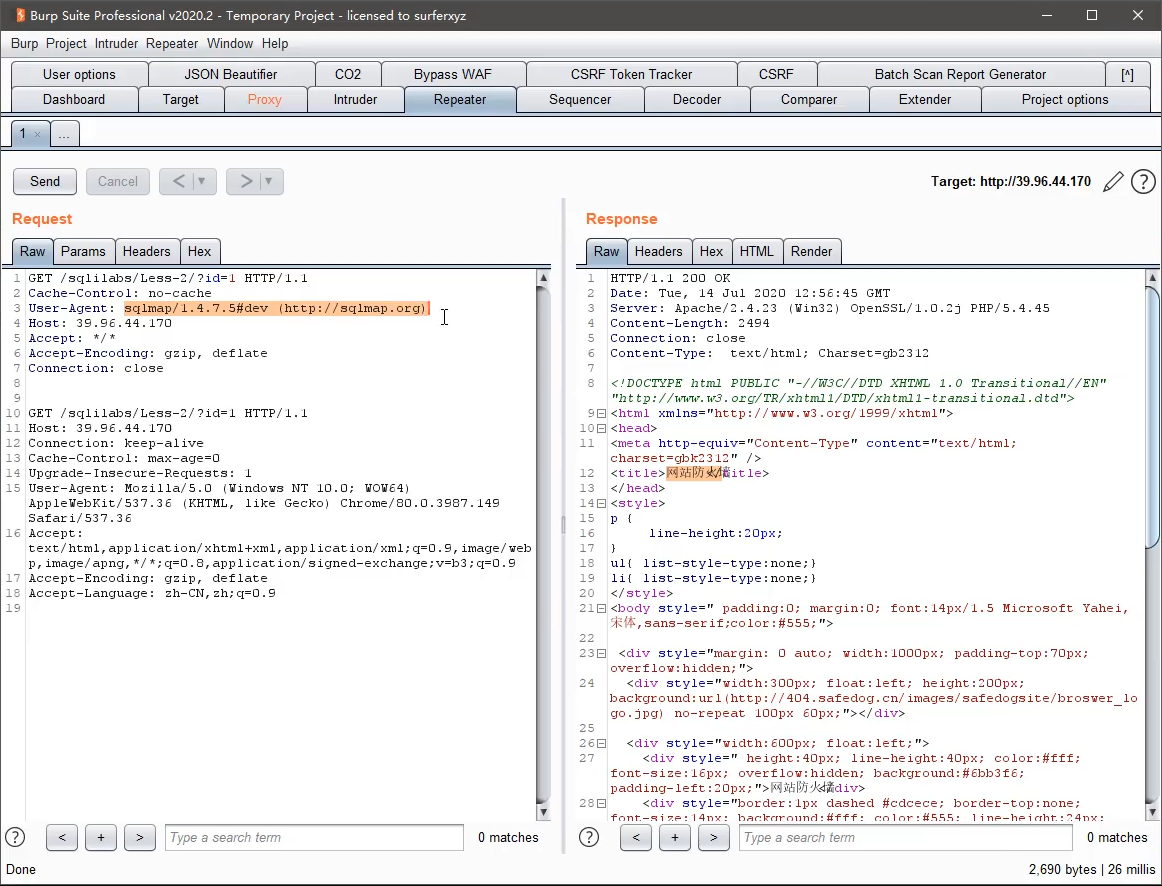 Burp Suite Professional v2020.2 - Temporary Project - licensed to surferxyz
Burp Project Intruder Repeater Window Help
User options JSON Beautifier CO2 Bypass WAF CSRF Token Tracker CSRF Batch Scan Report Generator [^]
Dashboard Target Proxy Intruder Repeater Sequencer Decoder Comparer Extender Project options
1 × ...
Send Cancel < ▼ > ▼ Target: http://39.96.44.170 ?
Request
Raw Params Headers Hex
1 GET /sqlilabs/Less-2/?id=1 HTTP/1.1
2 Cache-Control: no-cache
3 User-Agent: sqlmap/1.4.7.5#dev (http://sqlmap.org)
4 Host: 39.96.44.170
5 Accept: */*
6 Accept-Encoding: gzip, deflate
7 Connection: close
8
9
10 GET /sqlilabs/Less-2/?id=1 HTTP/1.1
11 Host: 39.96.44.170
12 Connection: keep-alive
13 Cache-Control: max-age=0
14 Upgrade-Insecure-Requests: 1
15 User-Agent: Mozilla/5.0 (Windows NT 10.0; WOW64)
AppleWebKit/537.36 (KHTML, like Gecko) Chrome/80.0.3987.149
Safari/537.36
16 Accept:
text/html,application/xhtml+xml,application/xml;q=0.9,image/web
p,image/apng,*/*;q=0.8,application/signed-exchange;v=b3;q=0.9
17 Accept-Encoding: gzip, deflate
18 Accept-Language: zh-CN,zh;q=0.9
19
? < + > Type a search term 0 matches
Response
Raw Headers Hex HTML Render
1 HTTP/1.1 200 OK
2 Date: Tue, 14 Jul 2020 12:56:45 GMT
3 Server: Apache/2.4.23 (Win32) OpenSSL/1.0.2j PHP/5.4.45
4 Content-Length: 2494
5 Connection: close
6 Content-Type: text/html; Charset=gb2312
7
8 <!DOCTYPE html PUBLIC "-//W3C//DTD XHTML 1.0 Transitional//EN"
"http://www.w3.org/TR/xhtml1/DTD/xhtml1-transitional.dtd">
9 <html xmlns="http://www.w3.org/1999/xhtml">
10 <head>
11 <meta http-equiv="Content-Type" content="text/html;
charset=gbk2312" />
12 <title>网站防火墙</title>
13 </head>
14 <style>
15 p {
16 line-height:20px;
17 }
18 ul{ list-style-type:none;}
19 li{ list-style-type:none;}
20 </style>
21 <body style=" padding:0; margin:0; font:14px/1.5 Microsoft Yahei,
宋体,sans-serif;color:#555;">
22
23 <div style="margin: 0 auto; width:1000px; padding-top:70px;
overflow:hidden;">
24 <div style="width:300px; float:left; height:200px;
background:url(http://404.safedog.cn/images/safedogsite/broswer_lo
go.jpg) no-repeat 100px 60px;"></div>
25
26 <div style="width:600px; float:left;">
27 <div style=" height:40px; line-height:40px; color:#fff;
font-size:16px; overflow:hidden; background:#6bb3f6;
padding-left:20px;">网站防火墙</div>
28 <div style="border:1px dashed #cdcece; border-top:none;
font-size:14px; background:#fff; color:#555; line-height:24px;
? < + > Type a search term 0 matches
Done 2,690 bytes | 26 millis